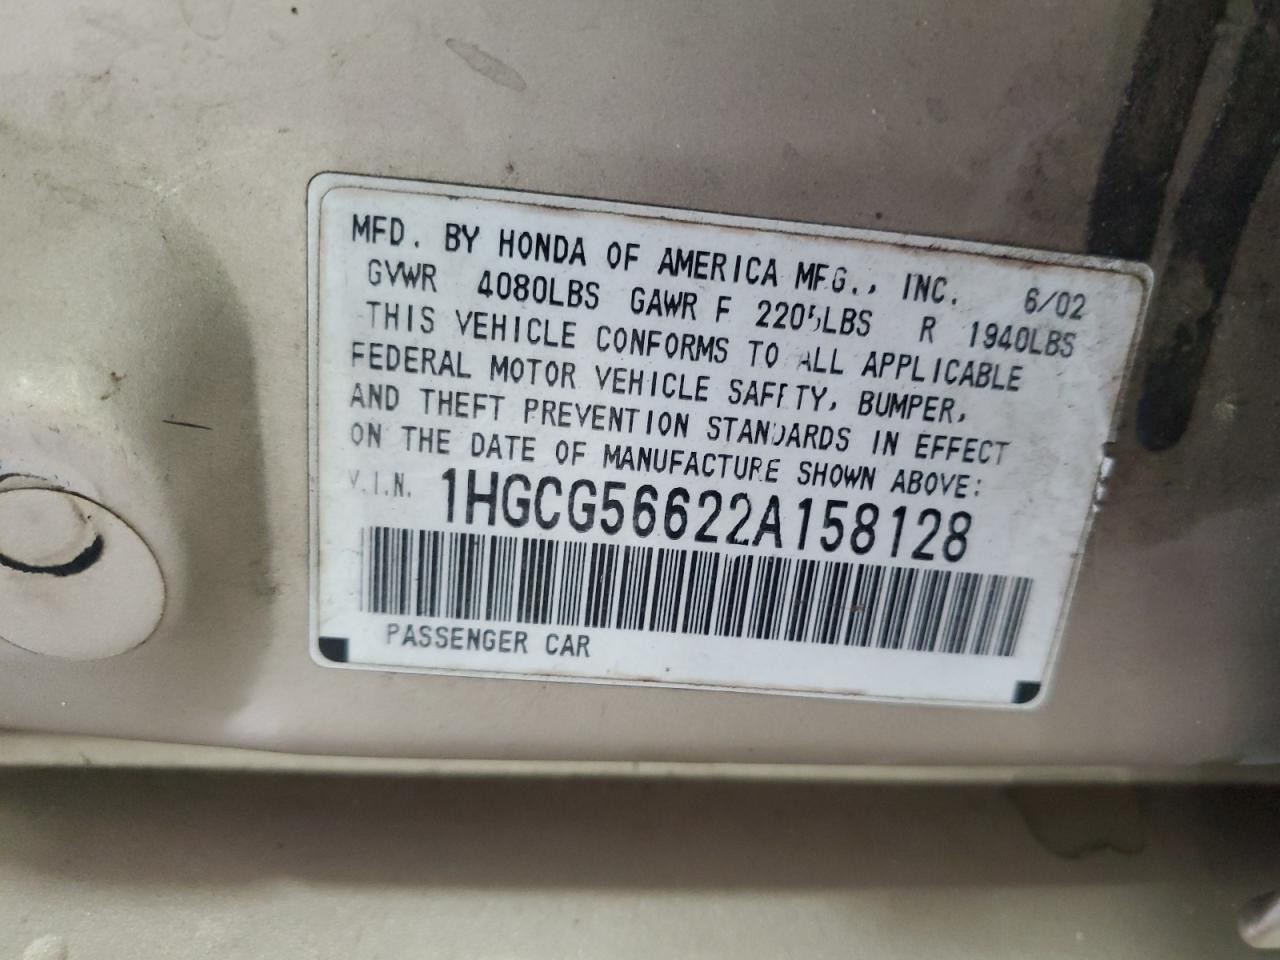 MFD. BY HONDA OF AMERICA MFG., INC. 6/02
GVWR 4080LBS GAWR F 2205LBS R 1940LBS
THIS VEHICLE CONFORMS TO ALL APPLICABLE
FEDERAL MOTOR VEHICLE SAFETY, BUMPER,
AND THEFT PREVENTION STANDARDS IN EFFECT
ON THE DATE OF MANUFACTURE SHOWN ABOVE:
V.I.N. 1HGCG56622A158128
PASSENGER CAR